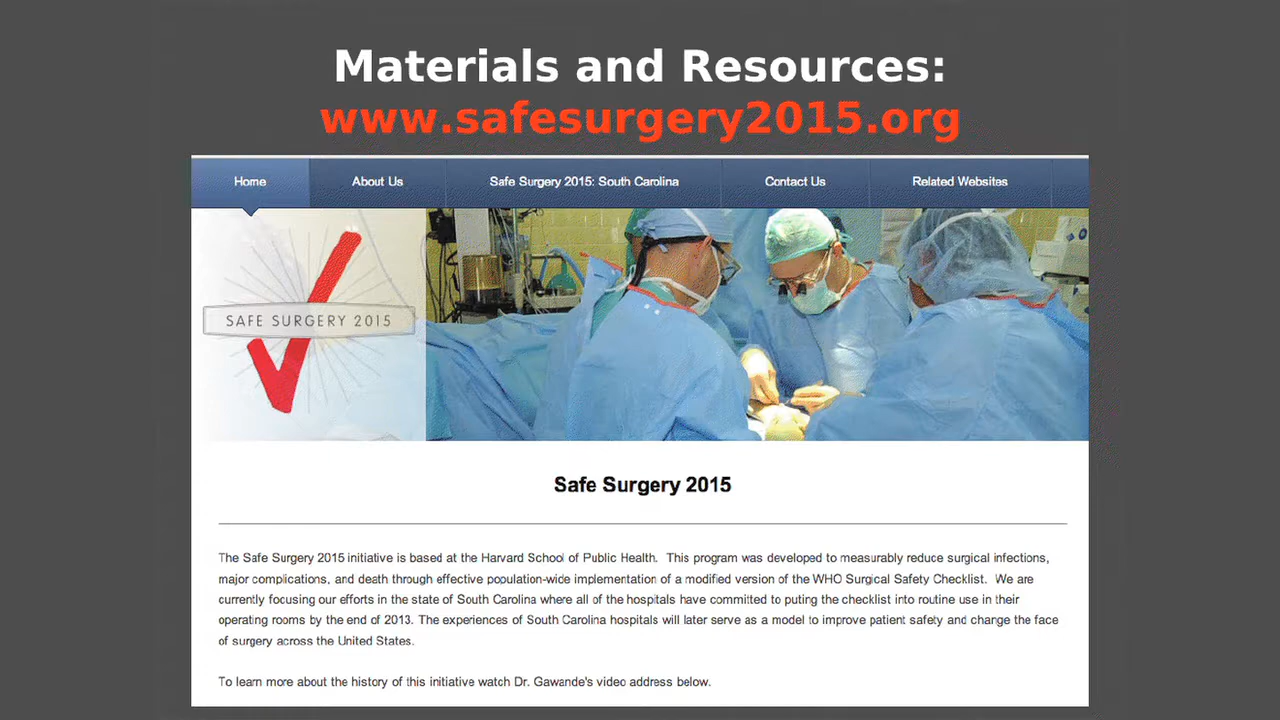 Materials and Resources:
www.safesurgery2015.org
Home About Us Safe Surgery 2015: South Carolina Contact Us Related Websites
SAFE SURGERY 2015
Safe Surgery 2015
The Safe Surgery 2015 initiative is based at the Harvard School of Public Health.  This program was developed to measurably reduce surgical infections,
major complications, and death through effective population-wide implementation of a modified version of the WHO Surgical Safety Checklist.  We are
currently focusing our efforts in the state of South Carolina where all of the hospitals have committed to puting the checklist into routine use in their
operating rooms by the end of 2013. The experiences of South Carolina hospitals will later serve as a model to improve patient safety and change the face
of surgery across the United States.
To learn more about the history of this initiative watch Dr. Gawande's video address below.